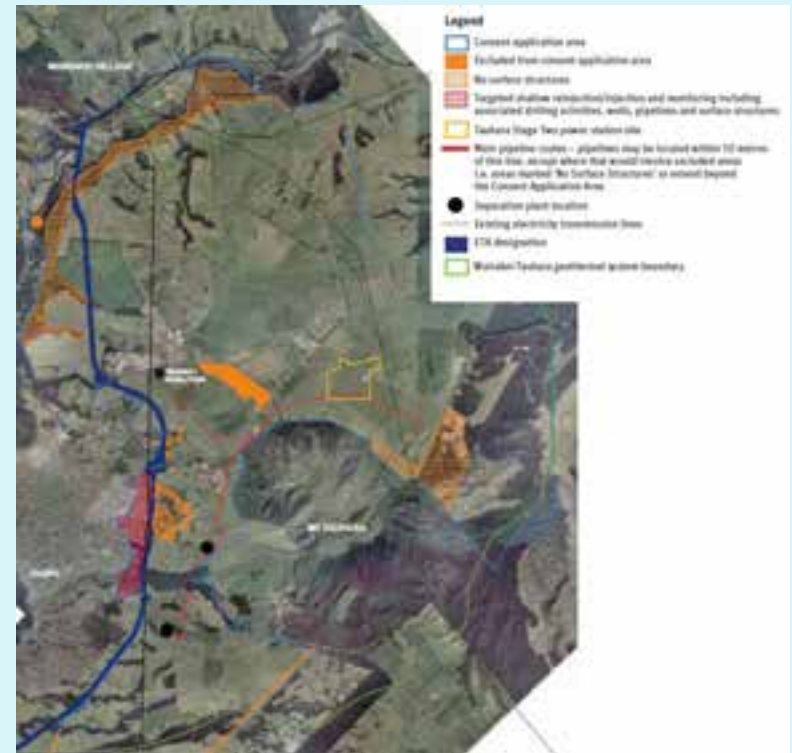 Legend
Consent application area
Excluded from consent application area
No surface structures
Targeted shallow reinjection/injection and monitoring including
associated drilling activities, wells, pipelines and surface structures
Tauhara Stage Two power station site
Main pipeline routes – pipelines may be located within 50 metres
of this line, except where that would involve excluded areas
i.e. areas marked 'No Surface Structures' or extend beyond
the Consent Application Area
Separation plant location
Existing electricity transmission lines
ETA designation
Wairakei-Tauhara geothermal system boundary
MT TAUHARA
TAUPO